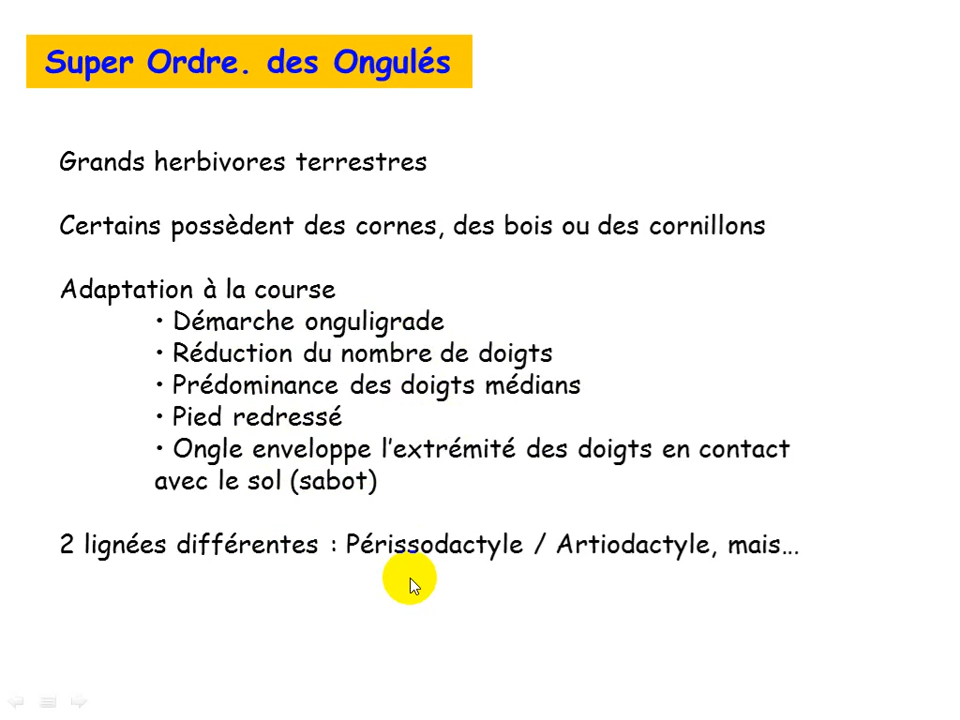 Super Ordre. des Ongulés
Grands herbivores terrestres
Certains possèdent des cornes, des bois ou des cornillons
Adaptation à la course
• Démarche onguligrade
• Réduction du nombre de doigts
• Prédominance des doigts médians
• Pied redressé
• Ongle enveloppe l’extrémité des doigts en contact
avec le sol (sabot)
2 lignées différentes : Périssodactyle / Artiodactyle, mais…